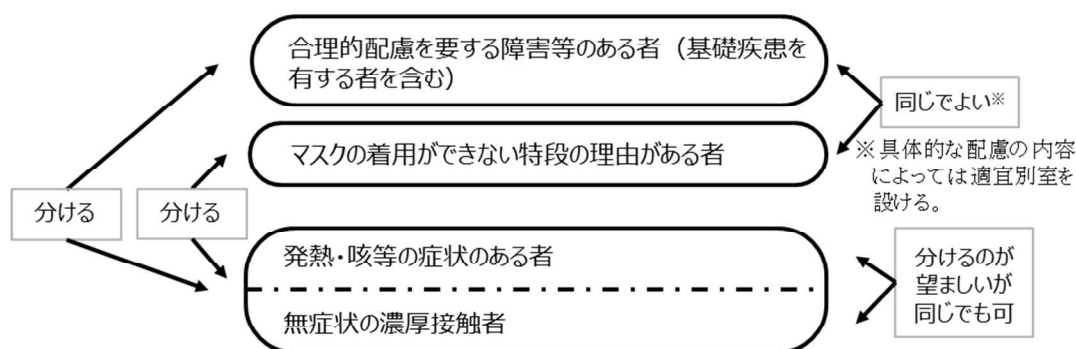 合理的配慮を要する障害等のある者（基礎疾患を
有する者を含む）
同じでよい※
マスクの着用ができない特段の理由がある者
※具体的な配慮の内容
によっては適宜別室を
設ける。
分ける
分ける
発熱・咳等の症状のある者
無症状の濃厚接触者
分けるのが
望ましいが
同じでも可